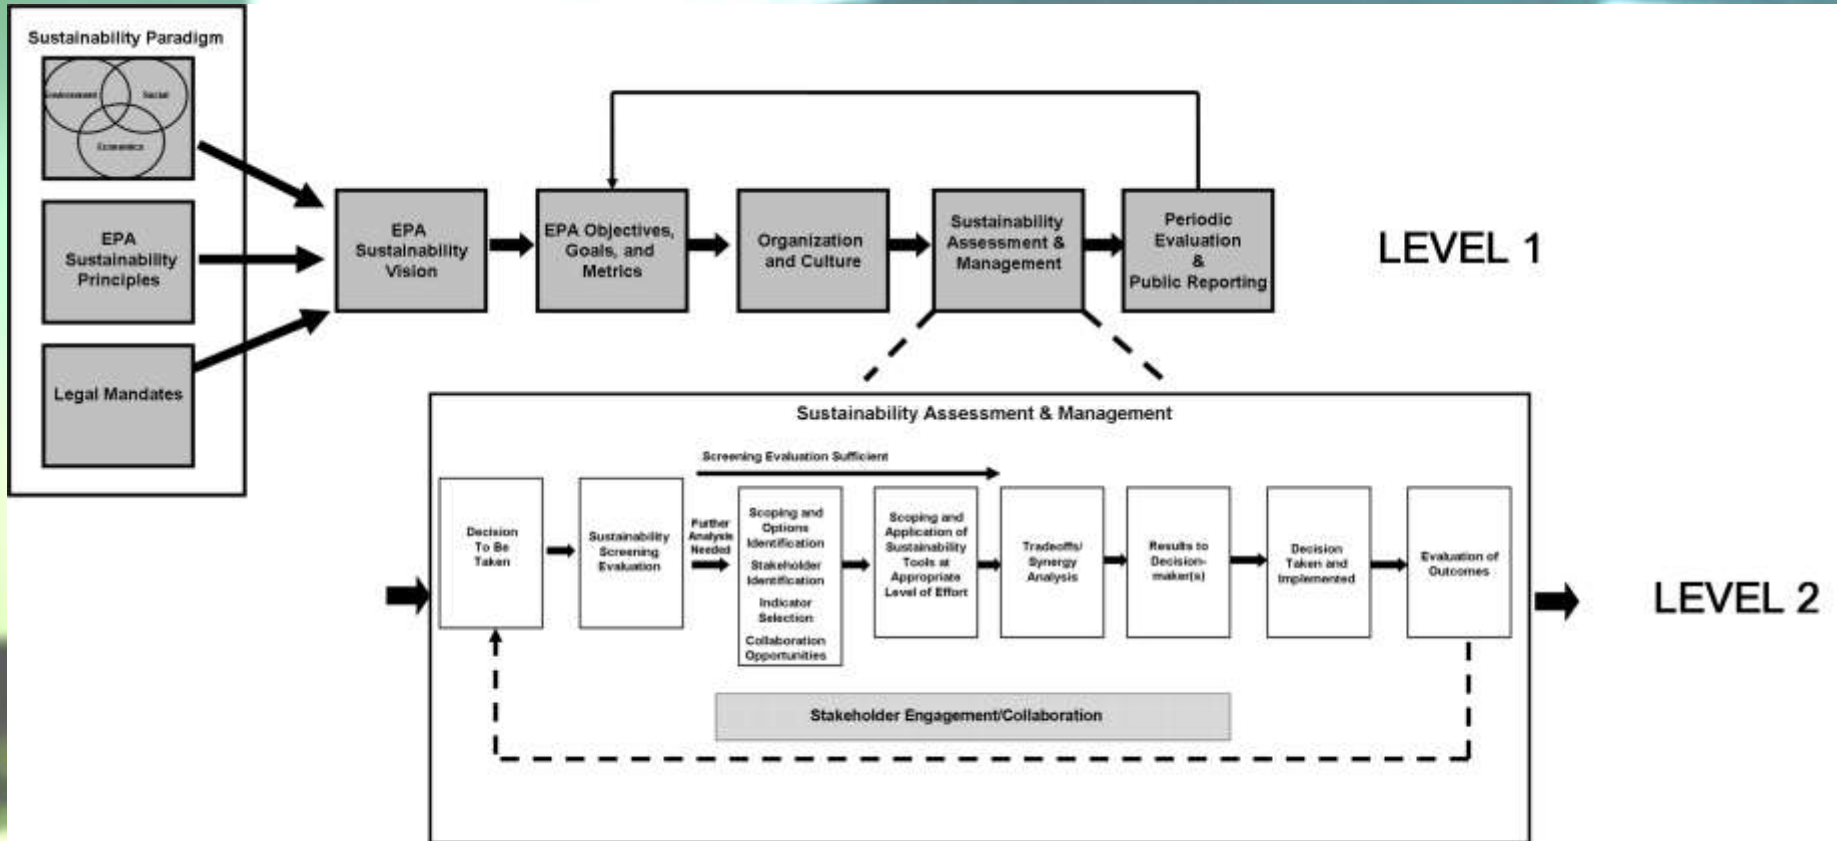 Sustainability Paradigm
Environment
Social
Economics
EPA
Sustainability
Principles
Legal Mandates
EPA
Sustainability
Vision
EPA Objectives,
Goals, and
Metrics
Organization
and Culture
Sustainability
Assessment &
Management
Periodic
Evaluation
&
Public Reporting
LEVEL 1
Sustainability Assessment & Management
Screening Evaluation Sufficient
Decision
To Be
Taken
Sustainability
Screening
Evaluation
Further
Analysis
Needed
Scoping and
Options
Identification
Stakeholder
Identification
Indicator
Selection
Collaboration
Opportunities
Scoping and
Application of
Sustainability
Tools at
Appropriate
Level of Effort
Tradeoffs/
Synergy
Analysis
Results to
Decision-
maker(s)
Decision
Taken and
Implemented
Evaluation of
Outcomes
LEVEL 2
Stakeholder Engagement/Collaboration